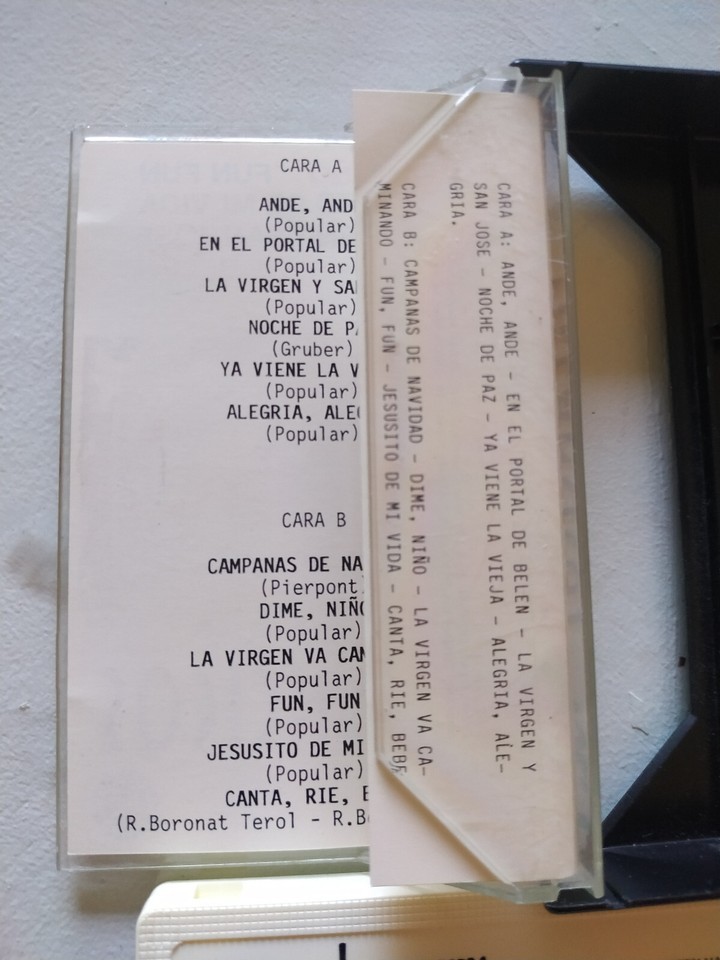 CARA A
ANDE, AND
(Popular)
EN EL PORTAL DE
(Popular)
LA VIRGEN Y SA
(Popular)
NOCHE DE P
(Gruber)
YA VIENE LA V
(Popular)
ALEGRIA, ALE
(Popular)
CARA B
CAMPANAS DE NA
(Pierpont
DIME, NIÑO
(Popular)
LA VIRGEN VA CAM
(Popular)
FUN, FUN
(Popular)
JESUSITO DE MI
(Popular)
CANTA, RIE,
(R.Boronat Terol - R.B
CARA A: ANDE, ANDE - EN EL PORTAL DE BELEN - LA VIRGEN Y
SAN JOSE - NOCHE DE PAZ - YA VIENE LA VIEJA - ALEGRIA, ALE-
GRIA.
CARA B: CAMPANAS DE NAVIDAD - DIME, NIÑO - LA VIRGEN VA CA-
MINANDO - FUN, FUN - JESUSITO DE MI VIDA - CANTA, RIE, BEBE